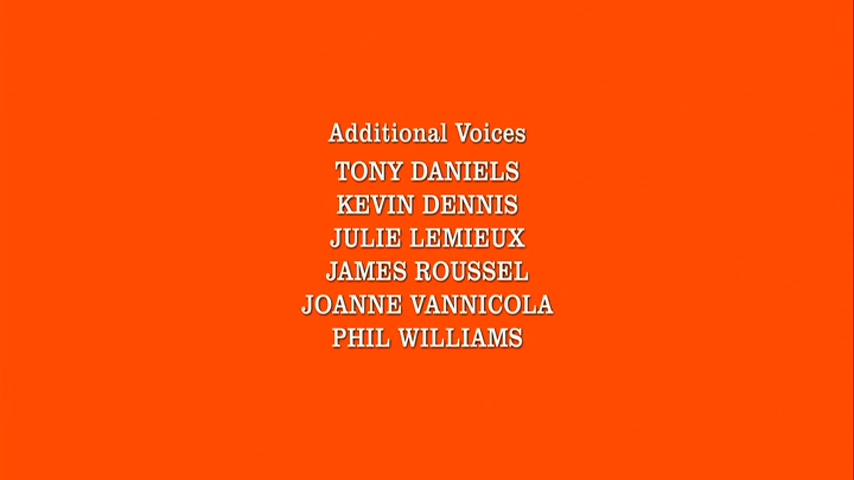 Additional Voices
TONY DANIELS
KEVIN DENNIS
JULIE LEMIEUX
JAMES ROUSSEL
JOANNE VANNICOLA
PHIL WILLIAMS